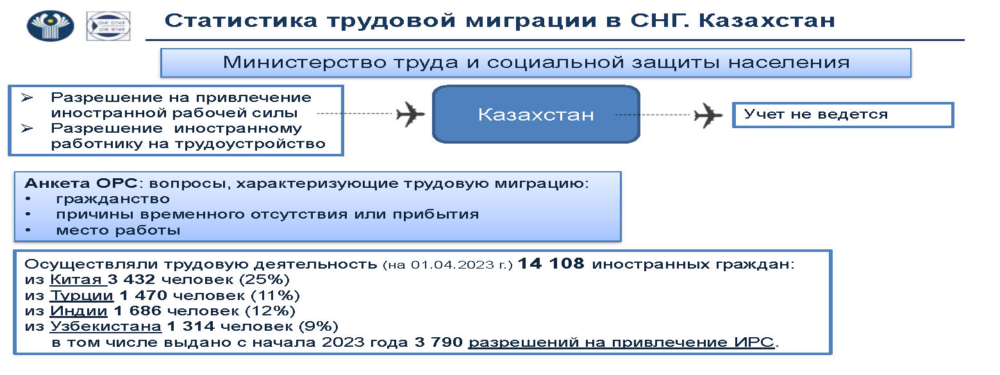 СНГ СТАТ
CIS STAT
Статистика трудовой миграции в СНГ. Казахстан
Министерство труда и социальной защиты населения
➢ Разрешение на привлечение
иностранной рабочей силы
➢ Разрешение иностранному
работнику на трудоустройство
Казахстан
Учет не ведется
Анкета ОРС: вопросы, характеризующие трудовую миграцию:
• гражданство
• причины временного отсутствия или прибытия
• место работы
Осуществляли трудовую деятельность (на 01.04.2023 г.) 14 108 иностранных граждан:
из Китая 3 432 человек (25%)
из Турции 1 470 человек (11%)
из Индии 1 686 человек (12%)
из Узбекистана 1 314 человек (9%)
в том числе выдано с начала 2023 года 3 790 разрешений на привлечение ИРС.